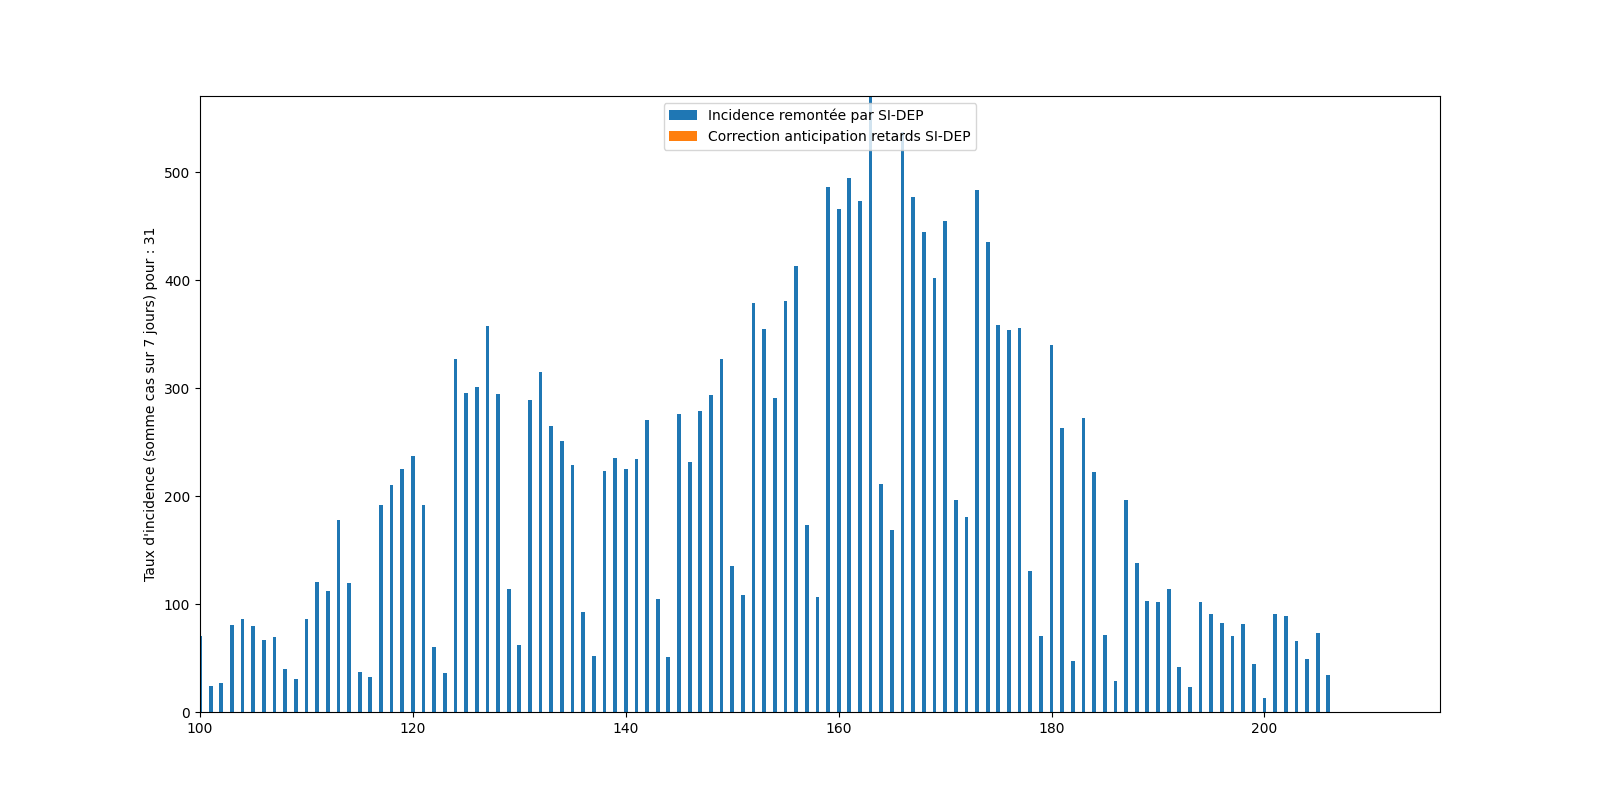 Incidence remontée par SI-DEP
Correction anticipation retards SI-DEP
Taux d'incidence (somme cas sur 7 jours) pour : 31
500
400
300
200
100
0
100 120 140 160 180 200